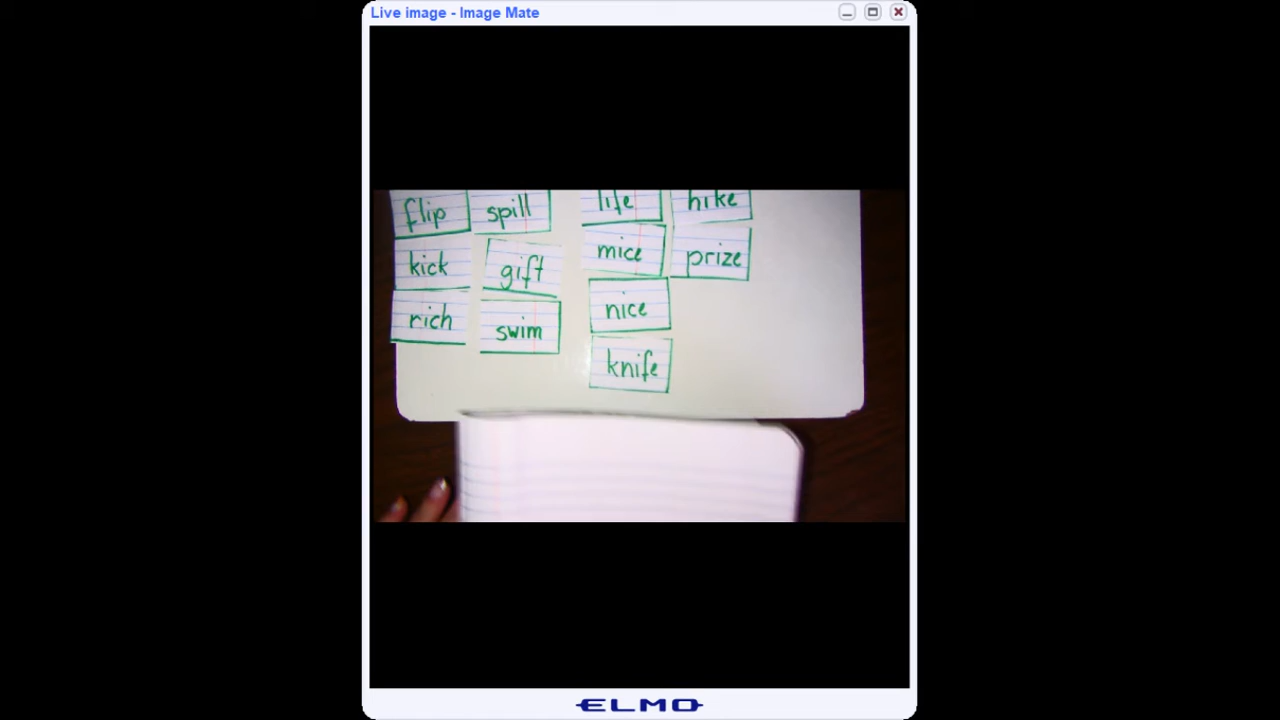 Live image - Image Mate
flip spill life hike
kick gift mice prize
rich swim nice
knife
ELMO